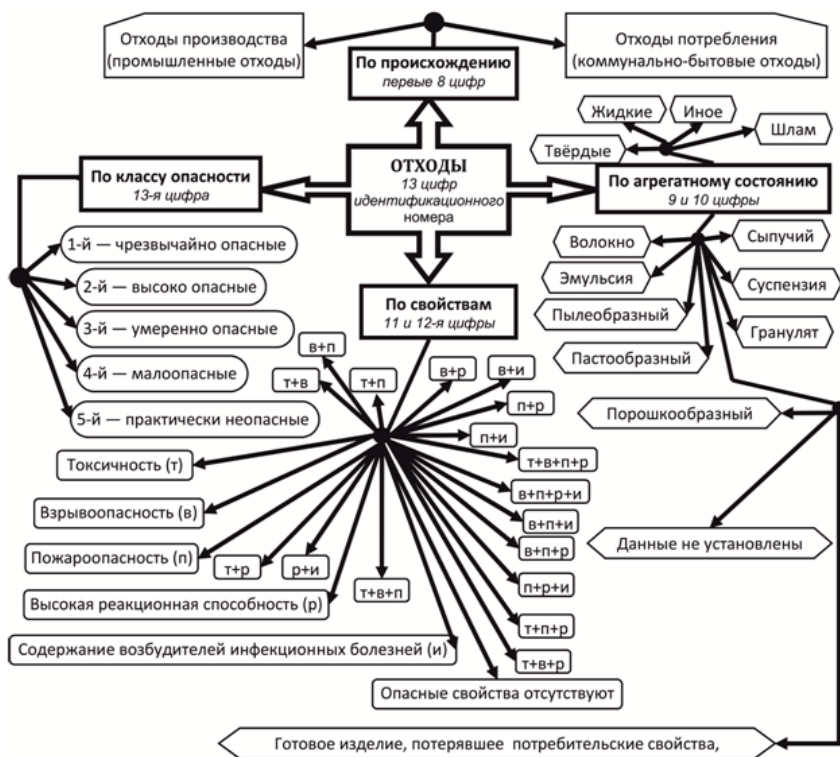 Отходы производства
(промышленные отходы)
По происхождению
первые 8 цифр
Отходы потребления
(коммунально-бытовые отходы)
Жидкие
Иное
Шлам
Твёрдые
По классу опасности
13-я цифра
ОТХОДЫ
13 цифр
идентификационного
номера
По агрегатному состоянию
9 и 10 цифры
1-й — чрезвычайно опасные
2-й — высоко опасные
3-й — умеренно опасные
4-й — малоопасные
5-й — практически неопасные
По свойствам
11 и 12-я цифры
Волокно
Сыпучий
Эмульсия
Суспензия
Пылеобразный
Гранулят
Пастообразный
Порошкообразный
Данные не установлены
в+п
т+в
т+п
в+р
в+и
п+р
п+и
т+в+п+р
в+п+р+и
в+п+и
в+п+р
п+р+и
т+п+р
т+в+р
Токсичность (т)
Взрывоопасность (в)
Пожароопасность (п)
т+р
р+и
т+в+п
Высокая реакционная способность (р)
Содержание возбудителей инфекционных болезней (и)
Опасные свойства отсутствуют
Готовое изделие, потерявшее потребительские свойства,